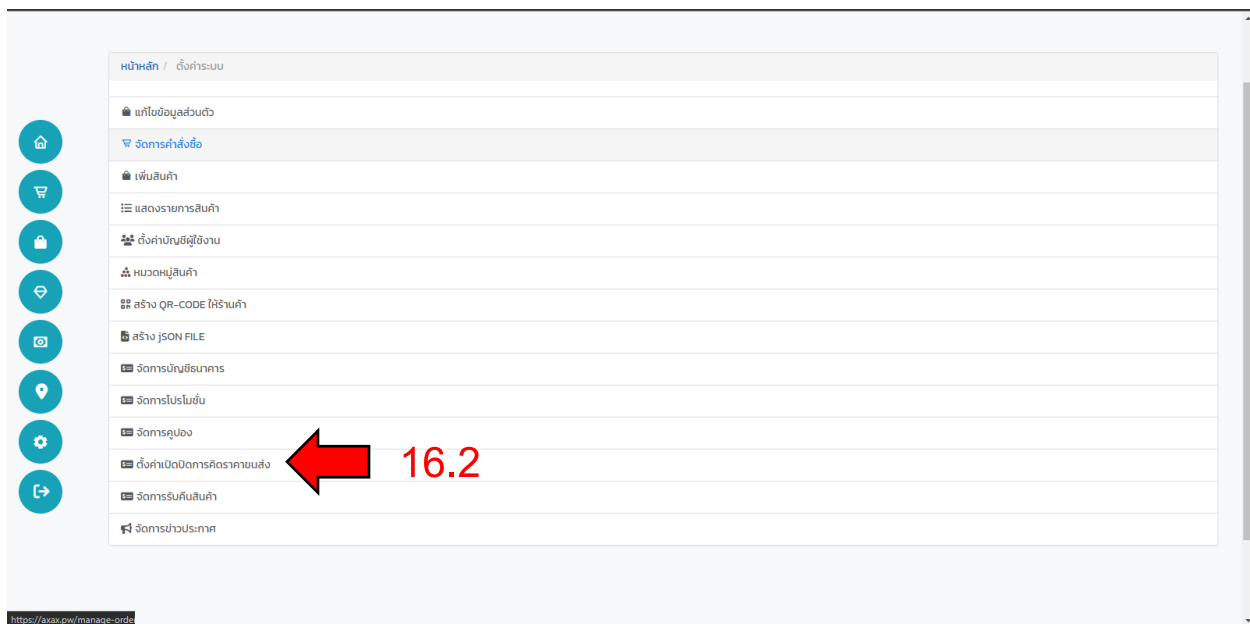 หน้าหลัก / ตั้งค่าระบบ
แก้ไขข้อมูลส่วนตัว
จัดการคำสั่งซื้อ
เพิ่มสินค้า
แสดงรายการสินค้า
ตั้งค่าบัญชีผู้ใช้งาน
หมวดหมู่สินค้า
สร้าง QR-CODE ให้ร้านค้า
สร้าง jSON FILE
จัดการบัญชีธนาคาร
จัดการโปรโมชั่น
จัดการคูปอง
ตั้งค่าเปิดปิดการคิดราคาขนส่ง
16.2
จัดการรับคืนสินค้า
จัดการข่าวประกาศ
https://axax.pw/manage-order